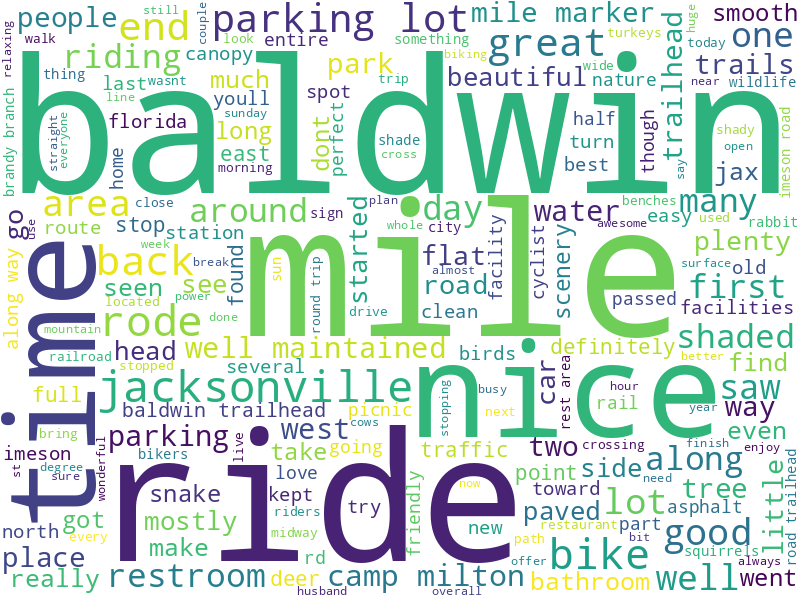 still
couple
people
end
parking lot
mile marker
smooth
relaxing
walk
look
entire
something
turkeys
huge
today
one
riding
canopy
great
trailhead
trails
thing
last
wasnt
biking
wide
park
beautiful
nature
near
wildlife
much
trip
youll
spot
line
florida
sunday
long
dont
perfect
baldwin
half
though
shady
brandy branch
straight
everyone
shade
cross
turn
say
open
imeson road
home
east
morning
best
jax
go
use
area
close
around
sign
plan
day
water
many
benches
used
awesome
easy
rabbit
route
stop
station
whole
city
week
back
found
started
flat
facility
cyclist
scenery
plenty
surface
along way
time
break
seen
see
sun
round trip
mile
almost
road
old
first
located
power
drive
clean
passed
facilities
rode
done
mountain
railroad
head
well maintained
birds
definitely
better
shaded
stopped
several
find
full
jacksonville
nice
stopping
busy
rest area
car
hour
rail
year
saw
way
baldwin trailhead
picnic
cows
next
bring
parking
west
take
going
traffic
two
crossing
finish
enjoy
even
imeson
degree
sure
wonderful
bikers
live
love
point
side
along
st
snake
kept
try
ride
now
friendly
toward
need
lot
tree
little
road trailhead
north
got
mostly
riders
new
paved
asphalt
every
midway
restaurant
part
good
place
make
rd
path
bit
squirrels
always
really
restroom
deer
camp milton
offer
bike
bathroom
well
went
husband
overall